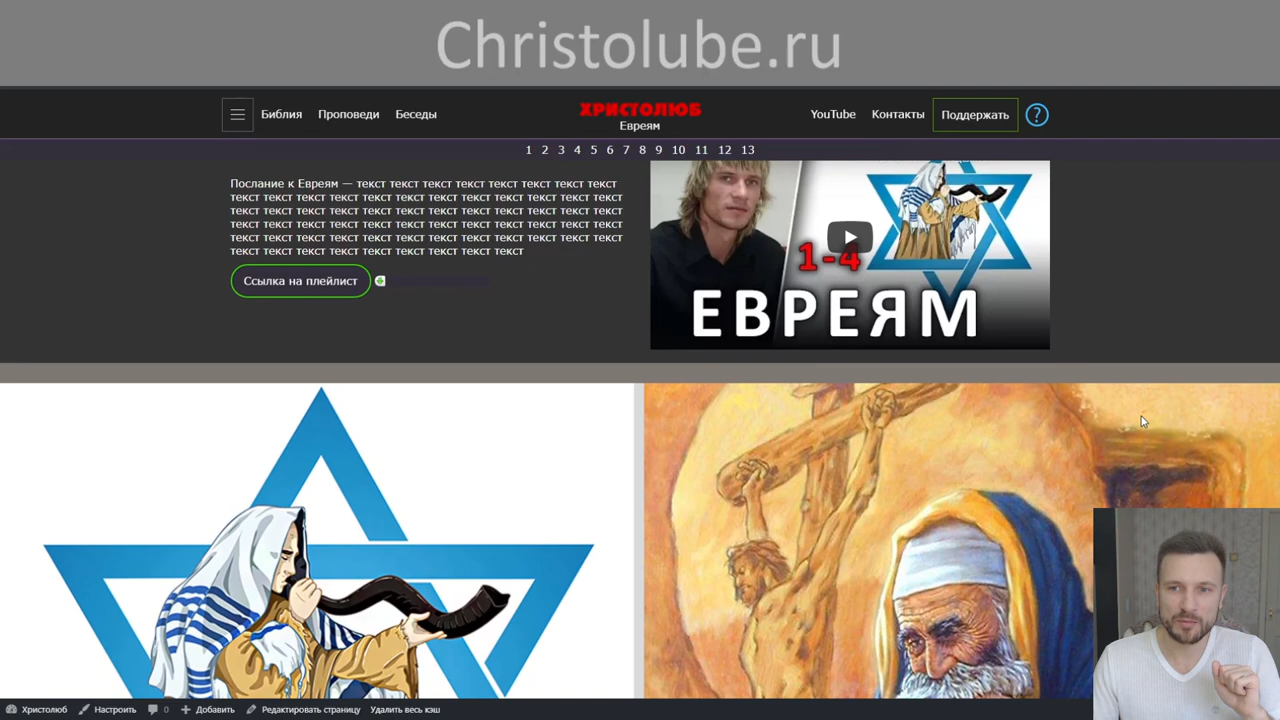 Christolube.ru
Библия Проповеди Беседы
ХРИСТОЛЮБ
Евреям
YouTube Контакты Поддержать ?
1 2 3 4 5 6 7 8 9 10 11 12 13
Послание к Евреям — текст текст текст текст текст текст текст текст
текст текст текст текст текст текст текст текст текст текст текст текст
текст текст текст текст текст текст текст текст текст текст текст текст
текст текст текст текст текст текст текст текст текст текст текст текст
текст текст текст текст текст текст текст текст текст текст текст текст
текст текст текст текст текст текст текст текст текст
Ссылка на плейлист
1-4
ЕВРЕЯМ
Христолюб Настроить 0 Добавить Редактировать страницу Удалить весь кэш